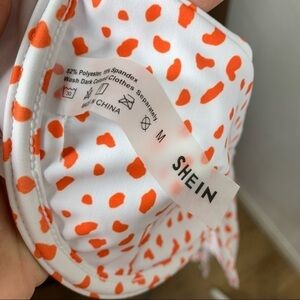 82% Polyester 18% Spandex
Wash Dark Colored Clothes Separately
MADE IN CHINA
M
SHEIN